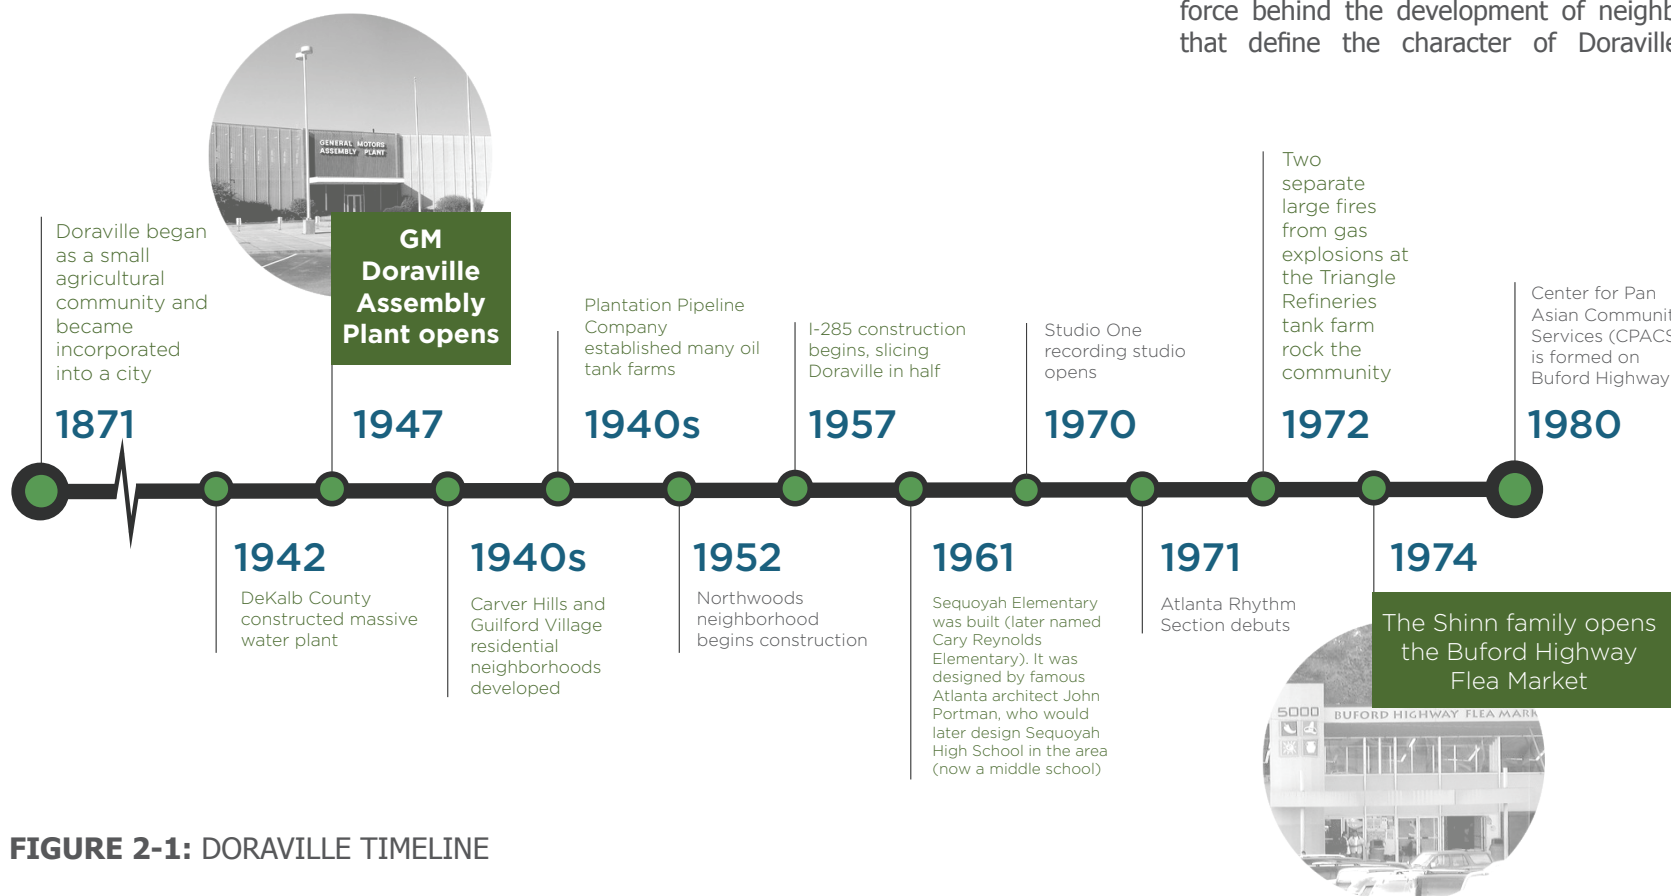 force behind the development of
that define the character of
GENERAL MOTORS
ASSEMBLY PLANT
Doraville began
as a small
agricultural
community and
became
incorporated
into a city
1871
GM
Doraville
Assembly
Plant opens
1947
Plantation Pipeline
Company
established many oil
tank farms
1940s
I-285 construction
begins, slicing
Doraville in half
1957
Studio One
recording studio
opens
1970
Two
separate
large fires
from gas
explosions at
the Triangle
Refineries
tank farm
rock the
community
1972
Center for Pan
Asian
Services
is formed on
Buford Highway
1980
1942
DeKalb County
constructed massive
water plant
1940s
Carver Hills and
Guilford Village
residential
neighborhoods
developed
1952
Northwoods
neighborhood
begins construction
1961
Sequoyah Elementary
was built (later named
Cary Reynolds
Elementary). It was
designed by famous
Atlanta architect John
Portman, who would
later design Sequoyah
High School in the area
(now a middle school)
1971
Atlanta Rhythm
Section debuts
1974
The Shinn family opens
the Buford Highway
Flea Market
5000
BUFORD HIGHWAY FLEA
FIGURE 2-1: DORAVILLE TIMELINE